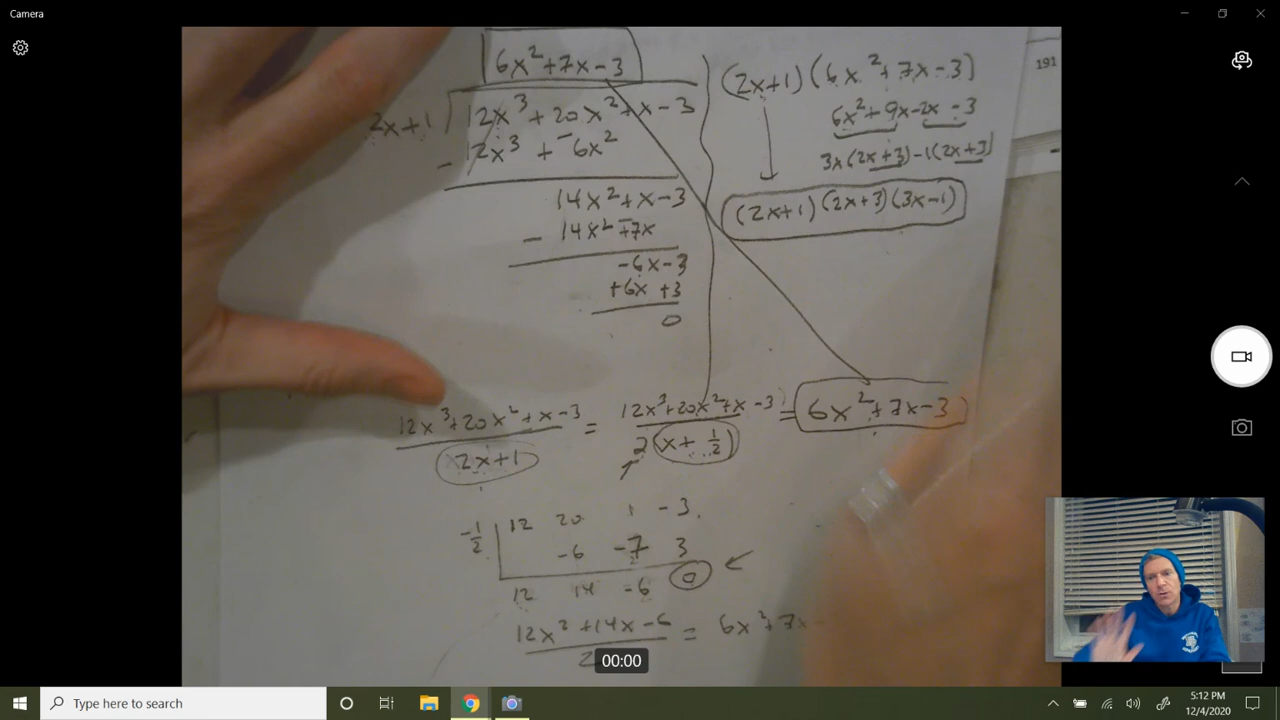 Camera
6x² + 7x - 3
2x+1 12x³ + 20x² + x - 3
- 12x³ + 6x²
14x² + x - 3
- 14x² + 7x
-6x - 3
+6x + 3
0
(2x+1)(6x² + 7x - 3)
6x² + 9x - 2x - 3
3x(2x+3) - 1(2x+3)
(2x+1)(2x+3)(3x-1)
191
12x³ + 20x² + x - 3 / 2x+1 = 12x³ + 20x² + x - 3 / 2(x + 1/2) = 6x² + 7x - 3
-1/2 12 20 1 -3
-6 -7 3
12 14 -6 0
12x² + 14x - 6 / 2 = 6x² + 7x -
00:00
Type here to search
5:12 PM
12/4/2020